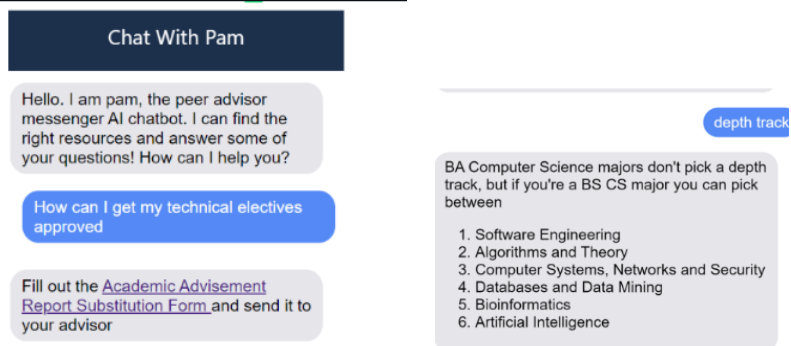 Chat With Pam
Hello. I am pam, the peer advisor
messenger AI chatbot. I can find the
right resources and answer some of
your questions! How can I help you?
How can I get my technical electives
approved
Fill out the Academic Advisement
Report Substitution Form and send it to
your advisor
depth track
BA Computer Science majors don't pick a depth
track, but if you're a BS CS major you can pick
between
1. Software Engineering
2. Algorithms and Theory
3. Computer Systems, Networks and Security
4. Databases and Data Mining
5. Bioinformatics
6. Artificial Intelligence